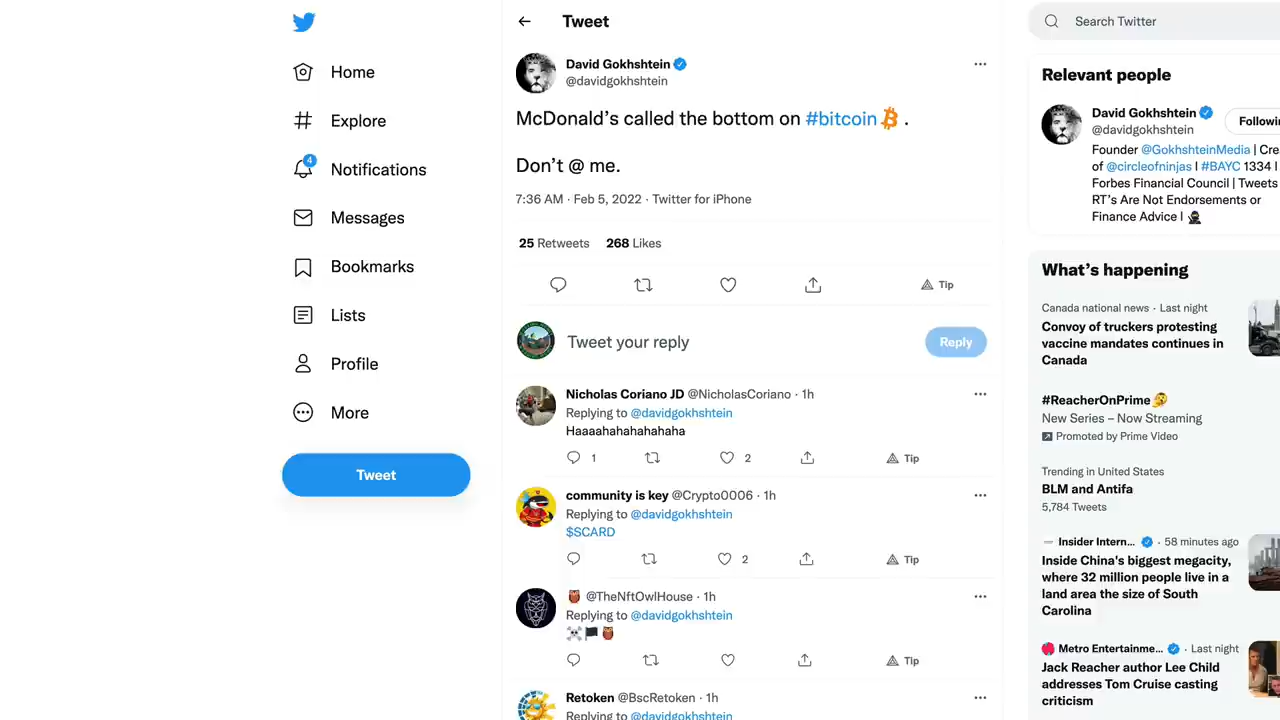 Home
Explore
4
Notifications
Messages
Bookmarks
Lists
Profile
More
Tweet
Tweet
David Gokhshtein
@davidgokhshtein
McDonald's called the bottom on #bitcoin .
Don't @ me.
7:36 AM · Feb 5, 2022 · Twitter for iPhone
25 Retweets 268 Likes
Tip
Tweet your reply
Reply
Nicholas Coriano JD @NicholasCoriano · 1h
Replying to @davidgokhshtein
Haaaahahahahahaha
1
2
Tip
community is key @Crypto0006 · 1h
Replying to @davidgokhshtein
$SCARD
2
Tip
🦉 @TheNftOwlHouse · 1h
Replying to @davidgokhshtein
☠️🏴🦉
Tip
Retoken @BscRetoken · 1h
Replying to @davidgokhshtein
Search Twitter
Relevant people
David Gokhshtein
@davidgokhshtein
Followin
Founder @GokhshteinMedia | Cre
of @circleofninjas | #BAYC 1334 |
Forbes Financial Council | Tweets
RT's Are Not Endorsements or
Finance Advice | 🥷
What's happening
Canada national news · Last night
Convoy of truckers protesting
vaccine mandates continues in
Canada
#ReacherOnPrime
New Series – Now Streaming
Promoted by Prime Video
Trending in United States
BLM and Antifa
5,784 Tweets
Insider Intern... · 58 minutes ago
Inside China's biggest megacity,
where 32 million people live in a
land area the size of South
Carolina
Metro Entertainme... · Last night
Jack Reacher author Lee Child
addresses Tom Cruise casting
criticism